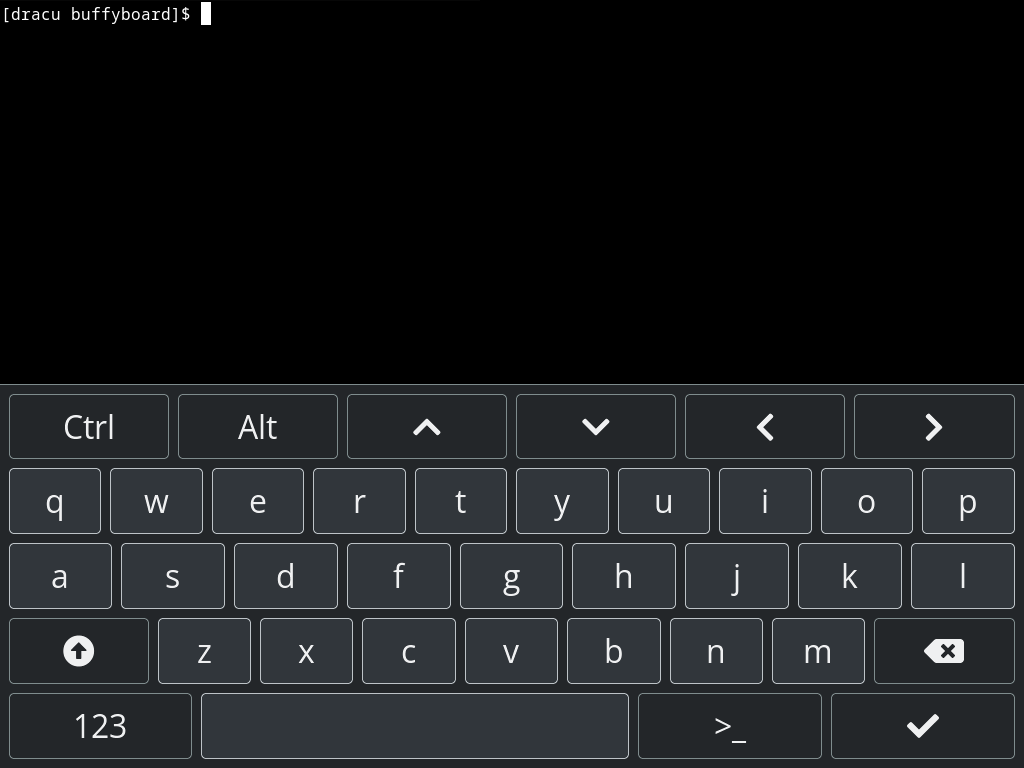 [dracu buffyboard]$
Ctrl Alt
q w e r t y u i o p
a s d f g h j k l
z x c v b n m
123 >_